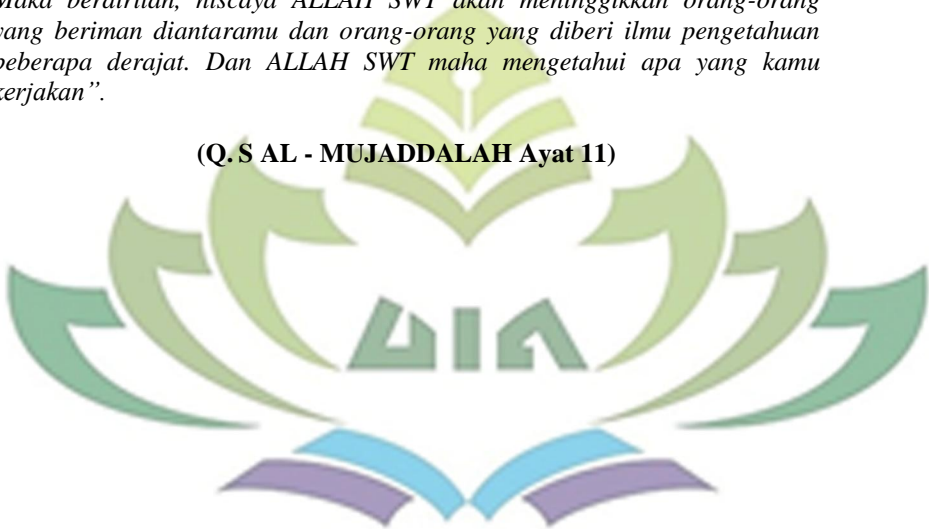 Maka berdirilah, niscaya ALLAH SWT akan meninggikkan orang-orang
yang beriman diantaramu dan orang-orang yang diberi ilmu pengetahuan
beberapa derajat. Dan ALLAH SWT maha mengetahui apa yang kamu
kerjakan”.
(Q. S AL - MUJADDALAH Ayat 11)
UIN